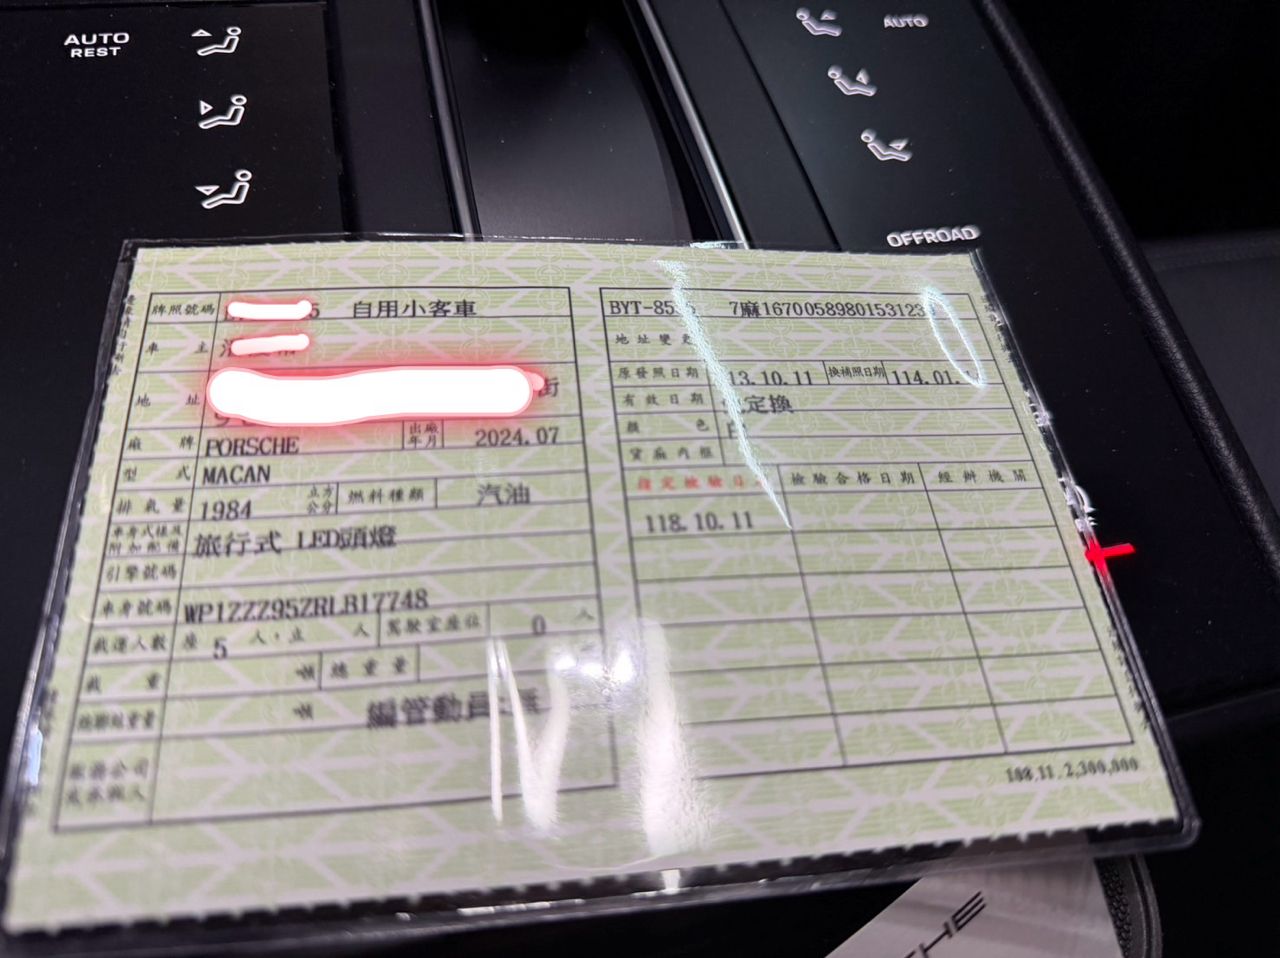 AUTO
REST
AUTO
OFFROAD
牌照號碼 5 自用小客車
車主
地址 街
廠牌 PORSCHE 出廠年月 2024.07
型式 MACAN
排氣量 1984 立方公分 燃料種類 汽油
車身式樣及附加配備 旅行式 LED頭燈
引擎號碼
車身號碼 WP1ZZZ95ZRLB17748
載運人數 座 5 人,立 人 駕駛室座位 0 人
載重 噸 總重量
噸 編管動員
BYT-85 7麻1670058980153123
地址變更
原發照日期 13.10.11 換補照日期 114.01.
有效日期 定換
顏色
貨廂內框
指定檢驗日 檢驗合格日期 經辦機關
118.10.11
108.11.2,300,000